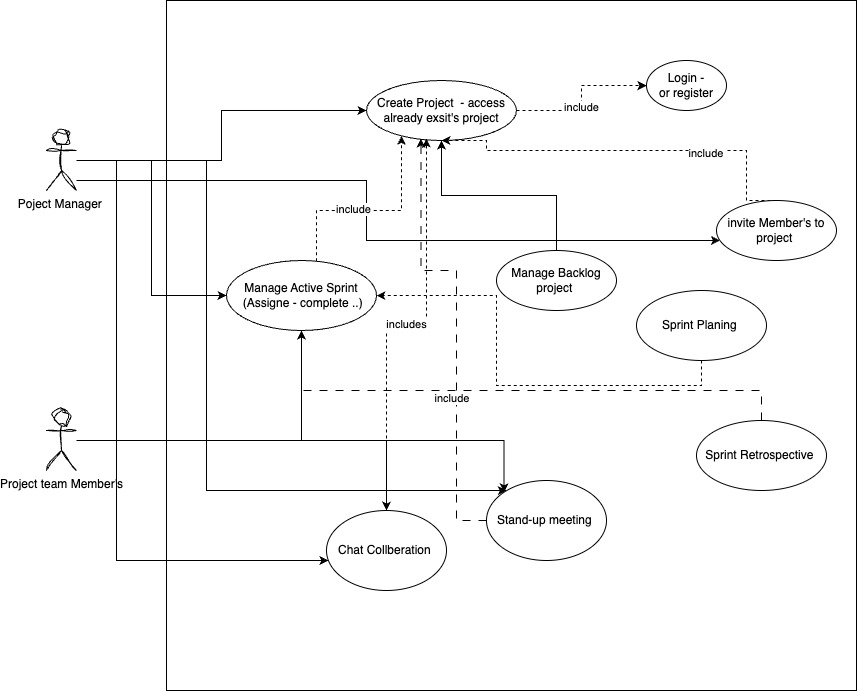 Login -
or register
Create Project  - access
already exsit's project
include
include
Poject Manager
include
invite Member's to
project
Manage Backlog
project
Manage Active Sprint
(Assigne - complete ..)
Sprint Planing
includes
include
Sprint Retrospective
Project team Member's
Stand-up meeting
Chat Collberation